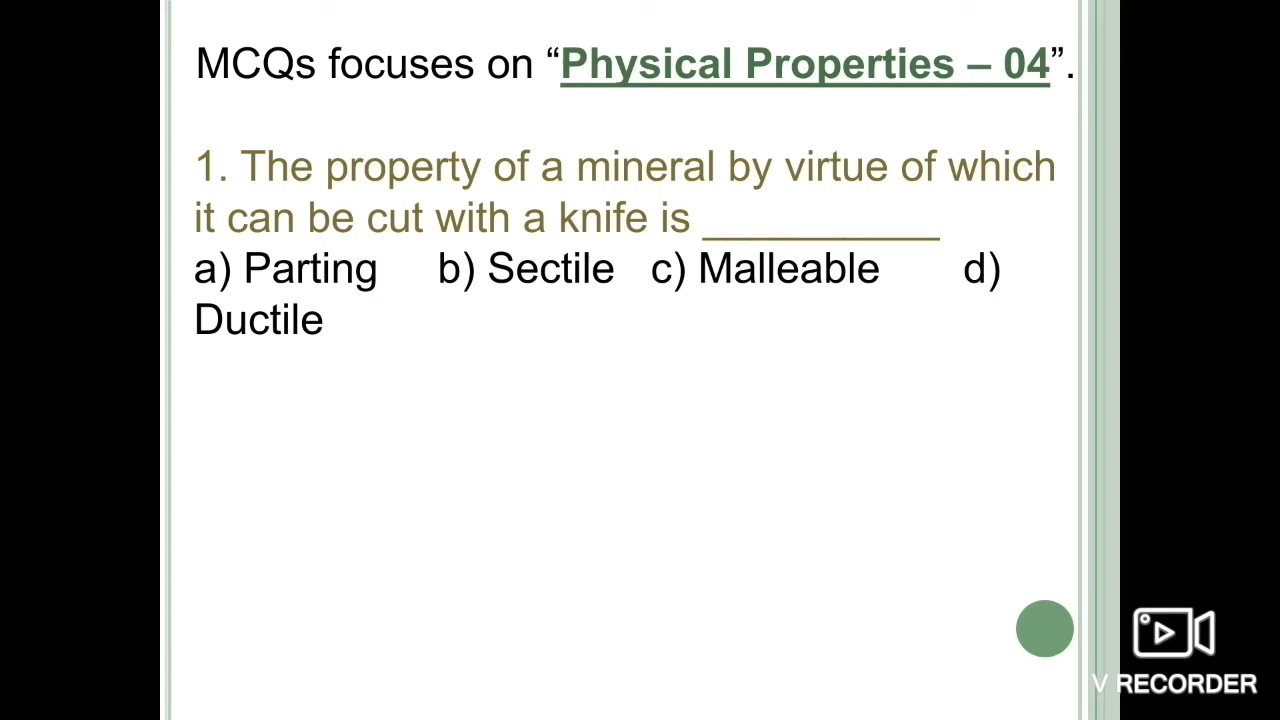 MCQs focuses on “Physical Properties – 04”.
1. The property of a mineral by virtue of which
it can be cut with a knife is __________
a) Parting b) Sectile c) Malleable d)
Ductile
V RECORDER